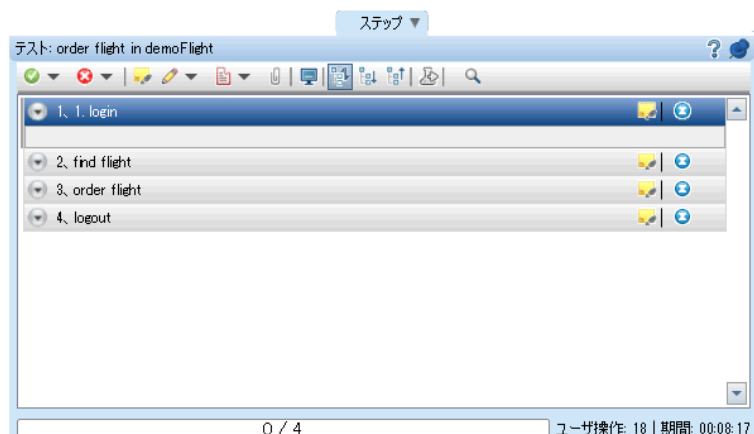 ステップ ▼
テスト: order flight in demoFlight
1、1. login
2、find flight
3、order flight
4、logout
0 / 4
ユーザ操作: 18 | 期間: 00:08:17